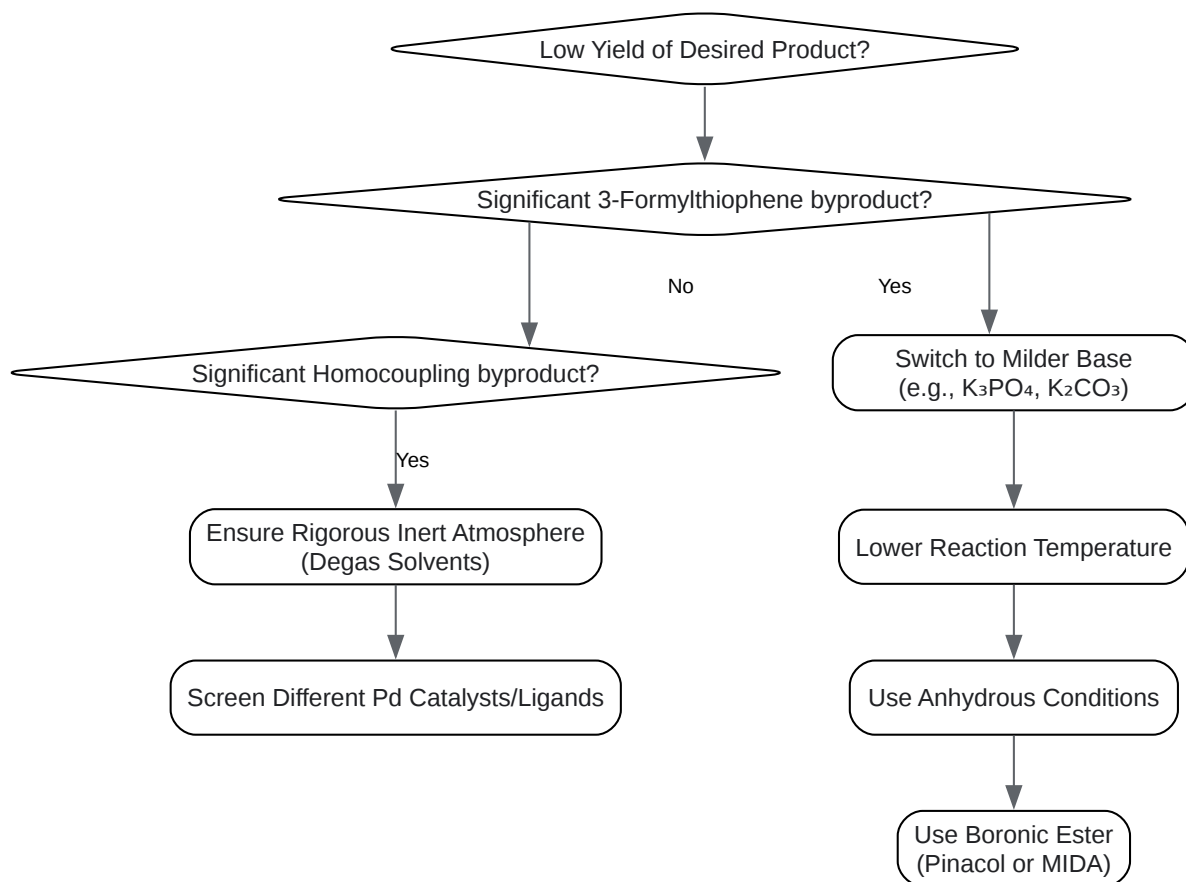 Low Yield of Desired Product?
Significant 3-Formylthiophene byproduct?
No
Yes
Significant Homocoupling byproduct?
Switch to Milder Base
(e.g., K₃PO₄, K₂CO₃)
Yes
Ensure Rigorous Inert Atmosphere
(Degas Solvents)
Lower Reaction Temperature
Screen Different Pd Catalysts/Ligands
Use Anhydrous Conditions
Use Boronic Ester
(Pinacol or MIDA)